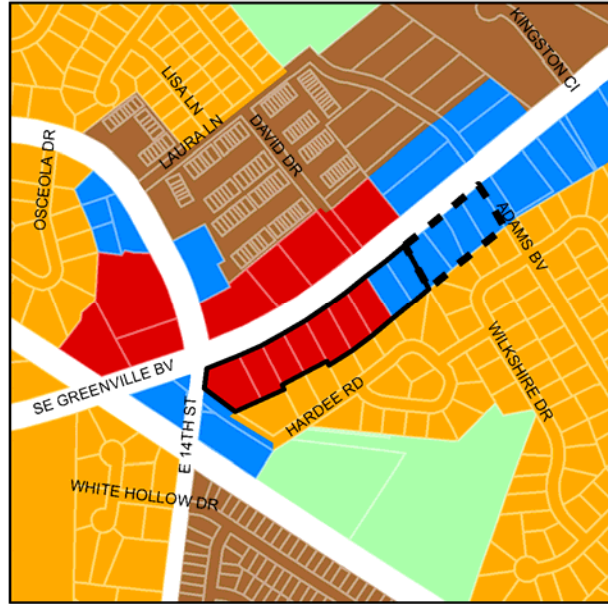 KINGSTON CI
LISA LN
LAURA LN
DAVID DR
OSCEOLA DR
ADAMS BV
WILKSHIRE DR
SE GREENVILLE BV
HARDEE RD
E 14TH ST
WHITE HOLLOW DR